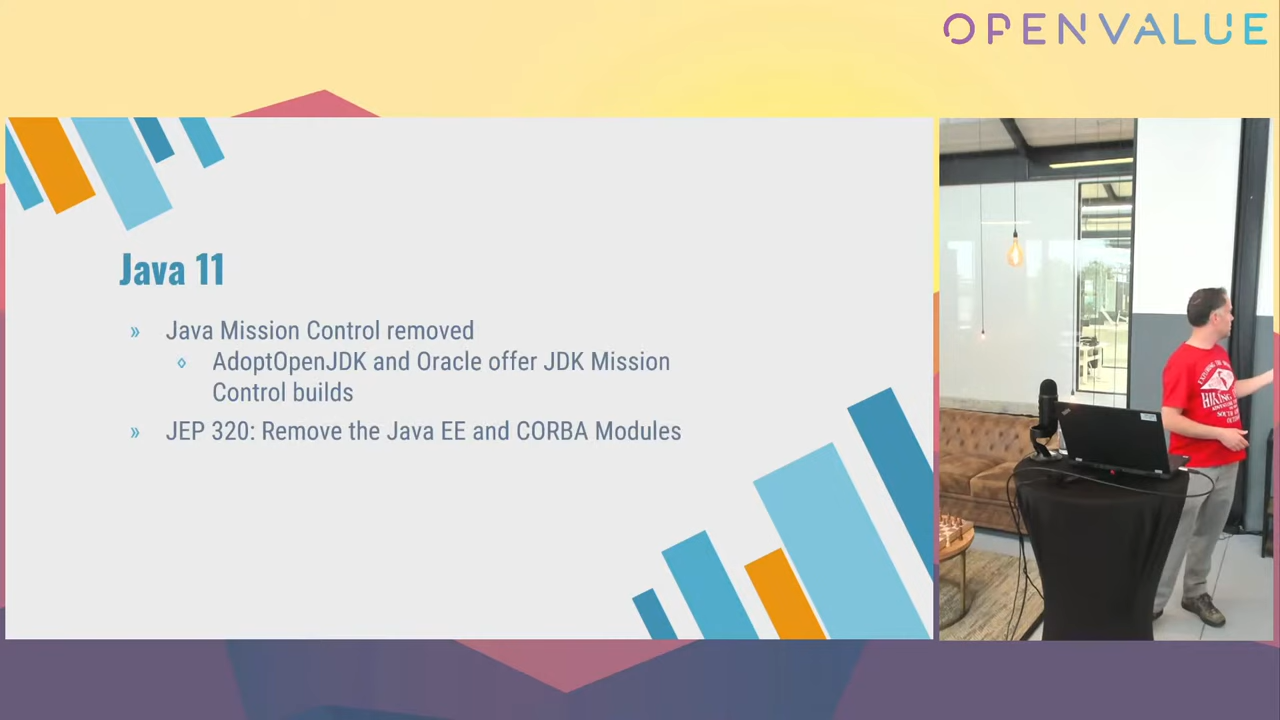 OPENVALUE
Java 11
» Java Mission Control removed
◊ AdoptOpenJDK and Oracle offer JDK Mission
Control builds
» JEP 320: Remove the Java EE and CORBA Modules
HIKING